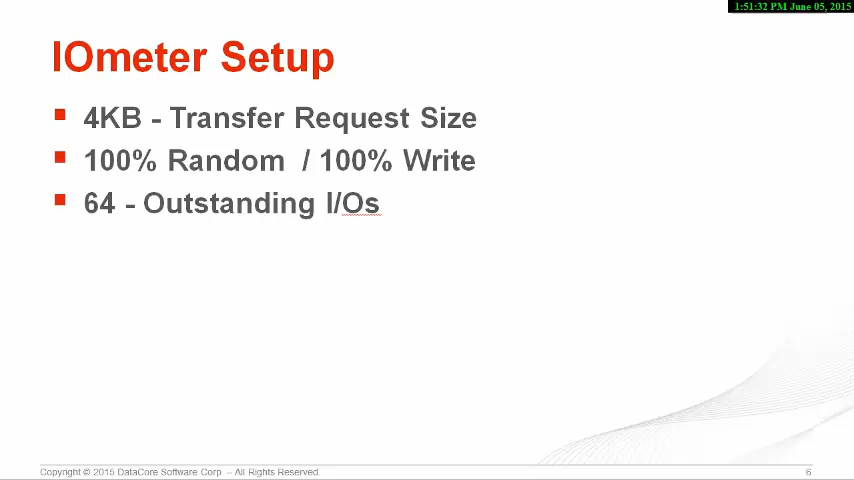 1:51:32 PM June 05, 2015
IOmeter Setup
4KB - Transfer Request Size
100% Random / 100% Write
64 - Outstanding I/Os
Copyright © 2015 DataCore Software Corp. – All Rights Reserved.
6